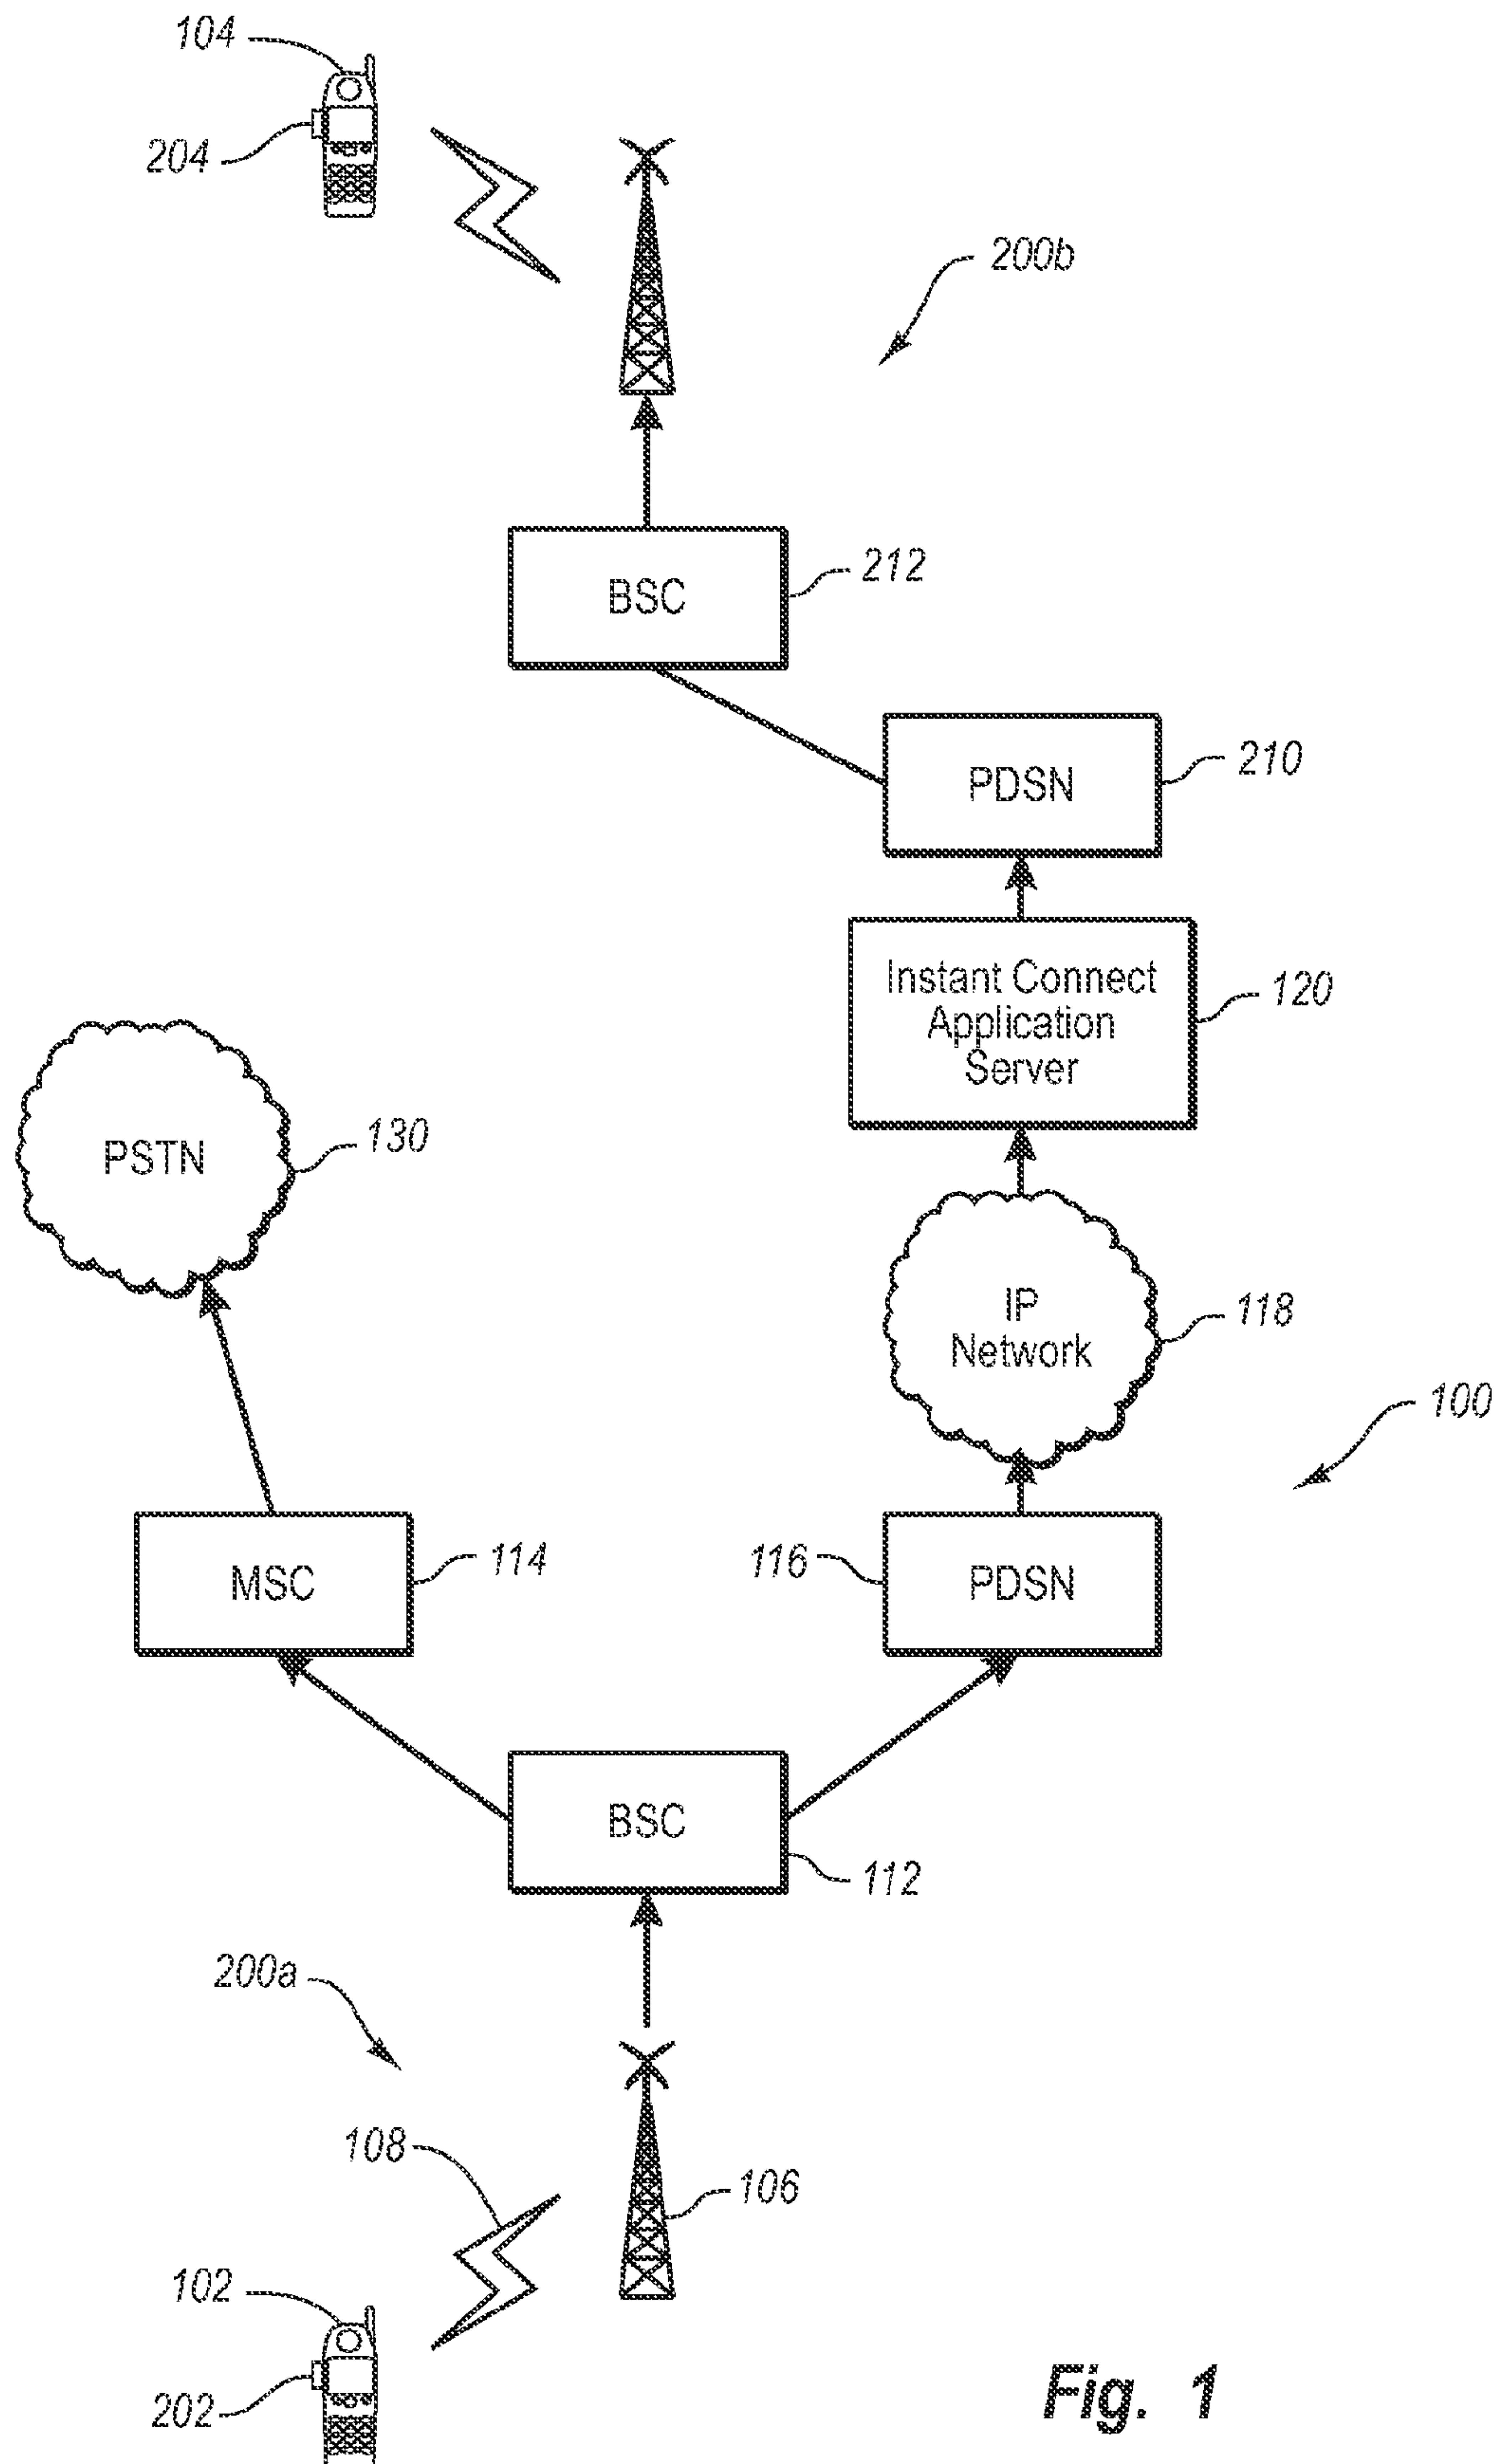 104
204
200b
BSC
212
PDSN
210
Instant Connect
Application
Server
120
PSTN
130
IP
Network
118
100
MSC
114
116
PDSN
BSC
112
200a
108
106
102
202
Fig. 1